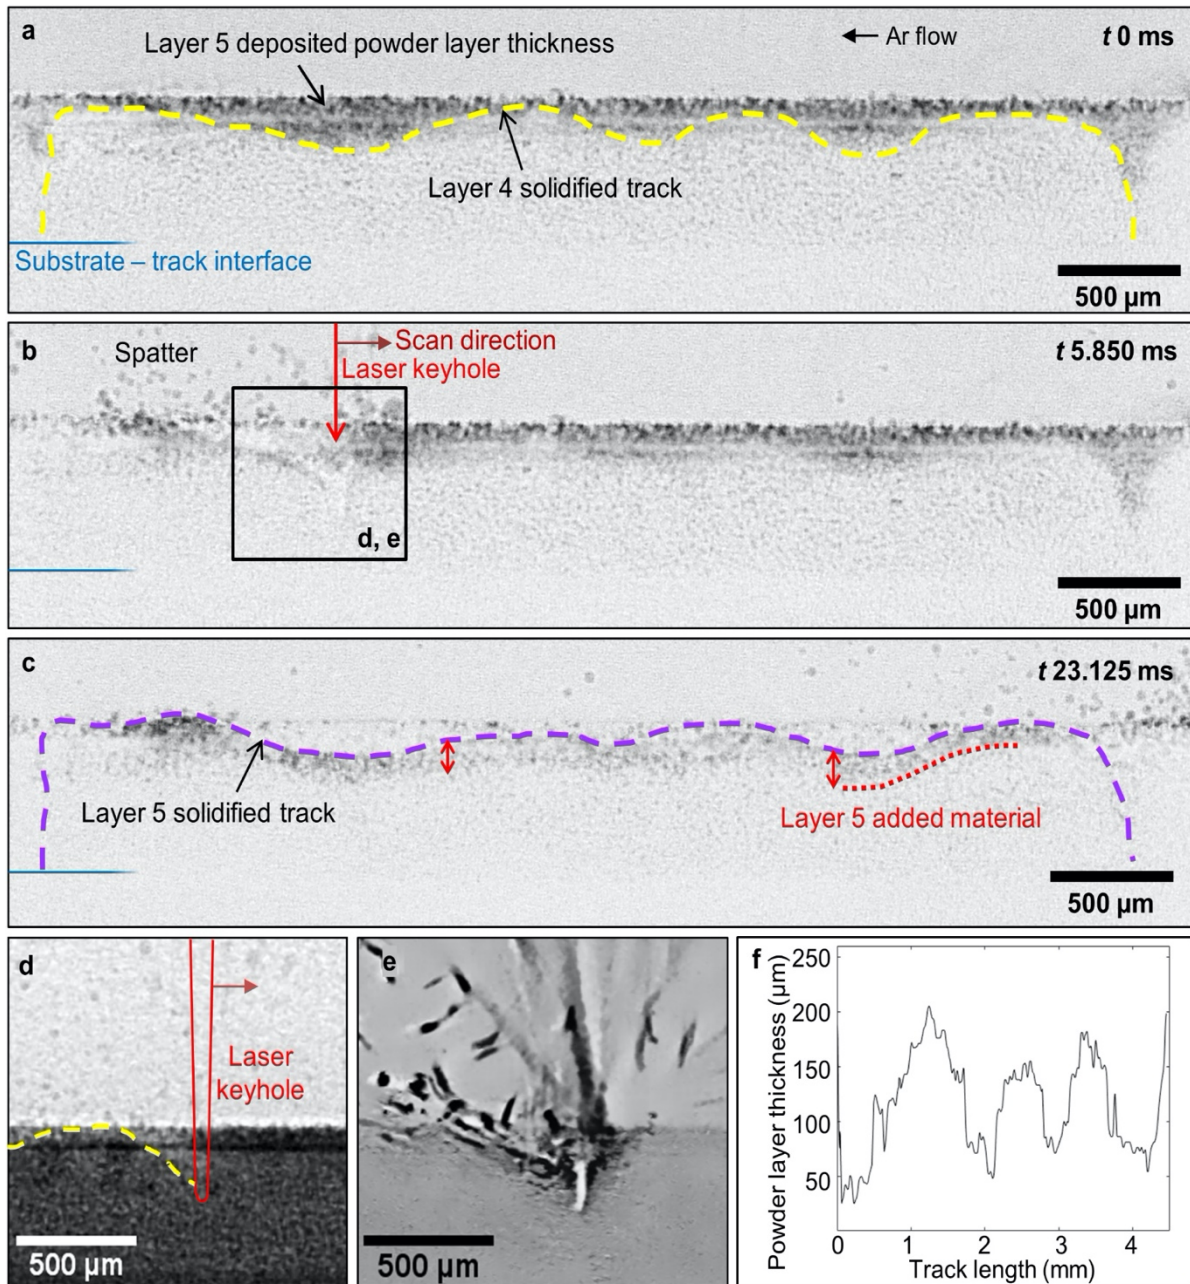 a
Layer 5 deposited powder layer thickness
← Ar flow
t 0 ms
Layer 4 solidified track
Substrate – track interface
500 µm
b
Spatter
Scan direction
Laser keyhole
t 5.850 ms
d, e
500 µm
c
t 23.125 ms
Layer 5 solidified track
Layer 5 added material
500 µm
d
Laser
keyhole
500 µm
e
500 µm
f
Powder layer thickness (µm)
250
200
150
100
50
0 1 2 3 4
Track length (mm)